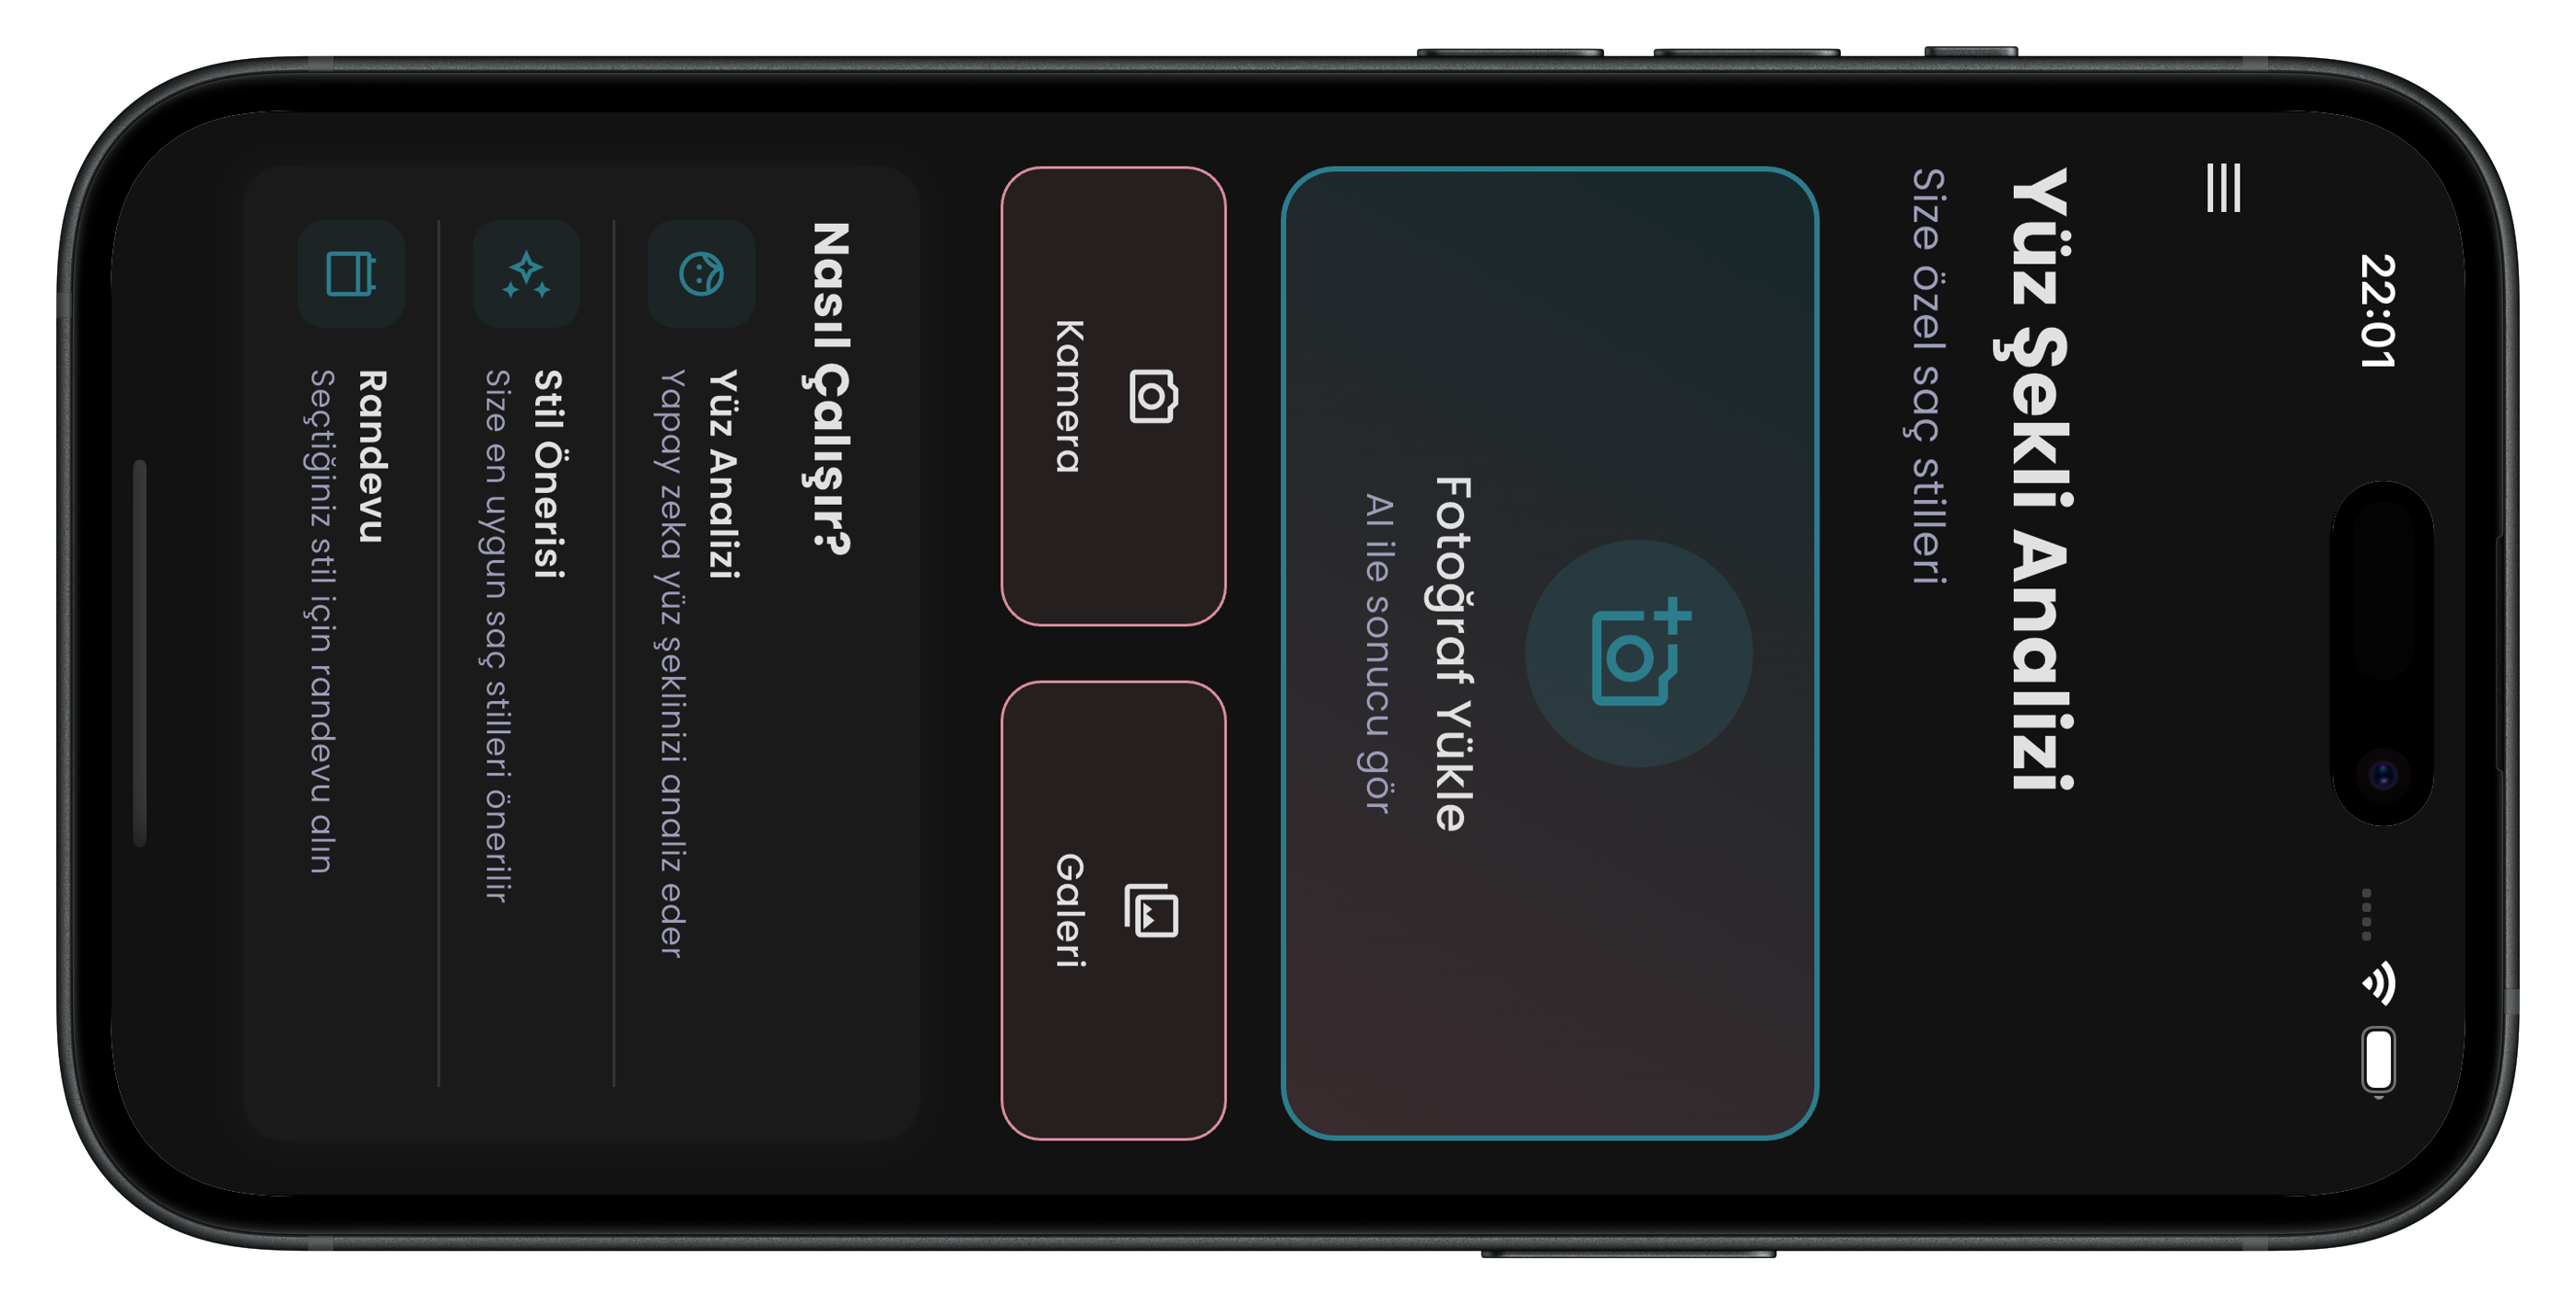 22:01
Yüz Şekli Analizi
Size özel saç stilleri
Fotoğraf Yükle
AI ile sonucu gör
Kamera
Galeri
Nasıl Çalışır?
Yüz Analizi
Yapay zeka yüz şeklinizi analiz eder
Stil Önerisi
Size en uygun saç stilleri önerilir
Randevu
Seçtiğiniz stil için randevu alın